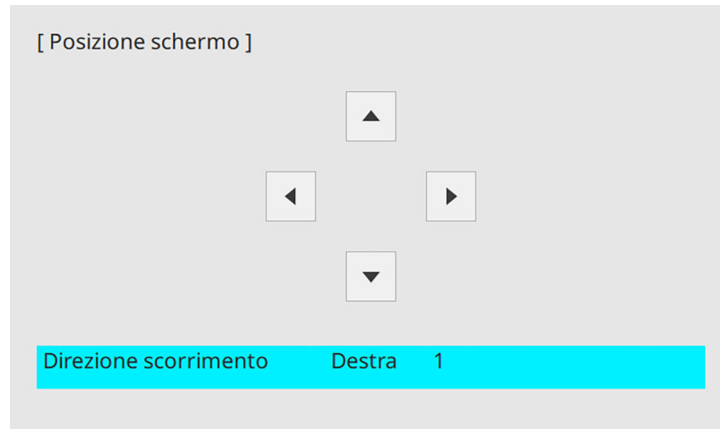 [ Posizione schermo ]
Direzione scorrimento Destra 1